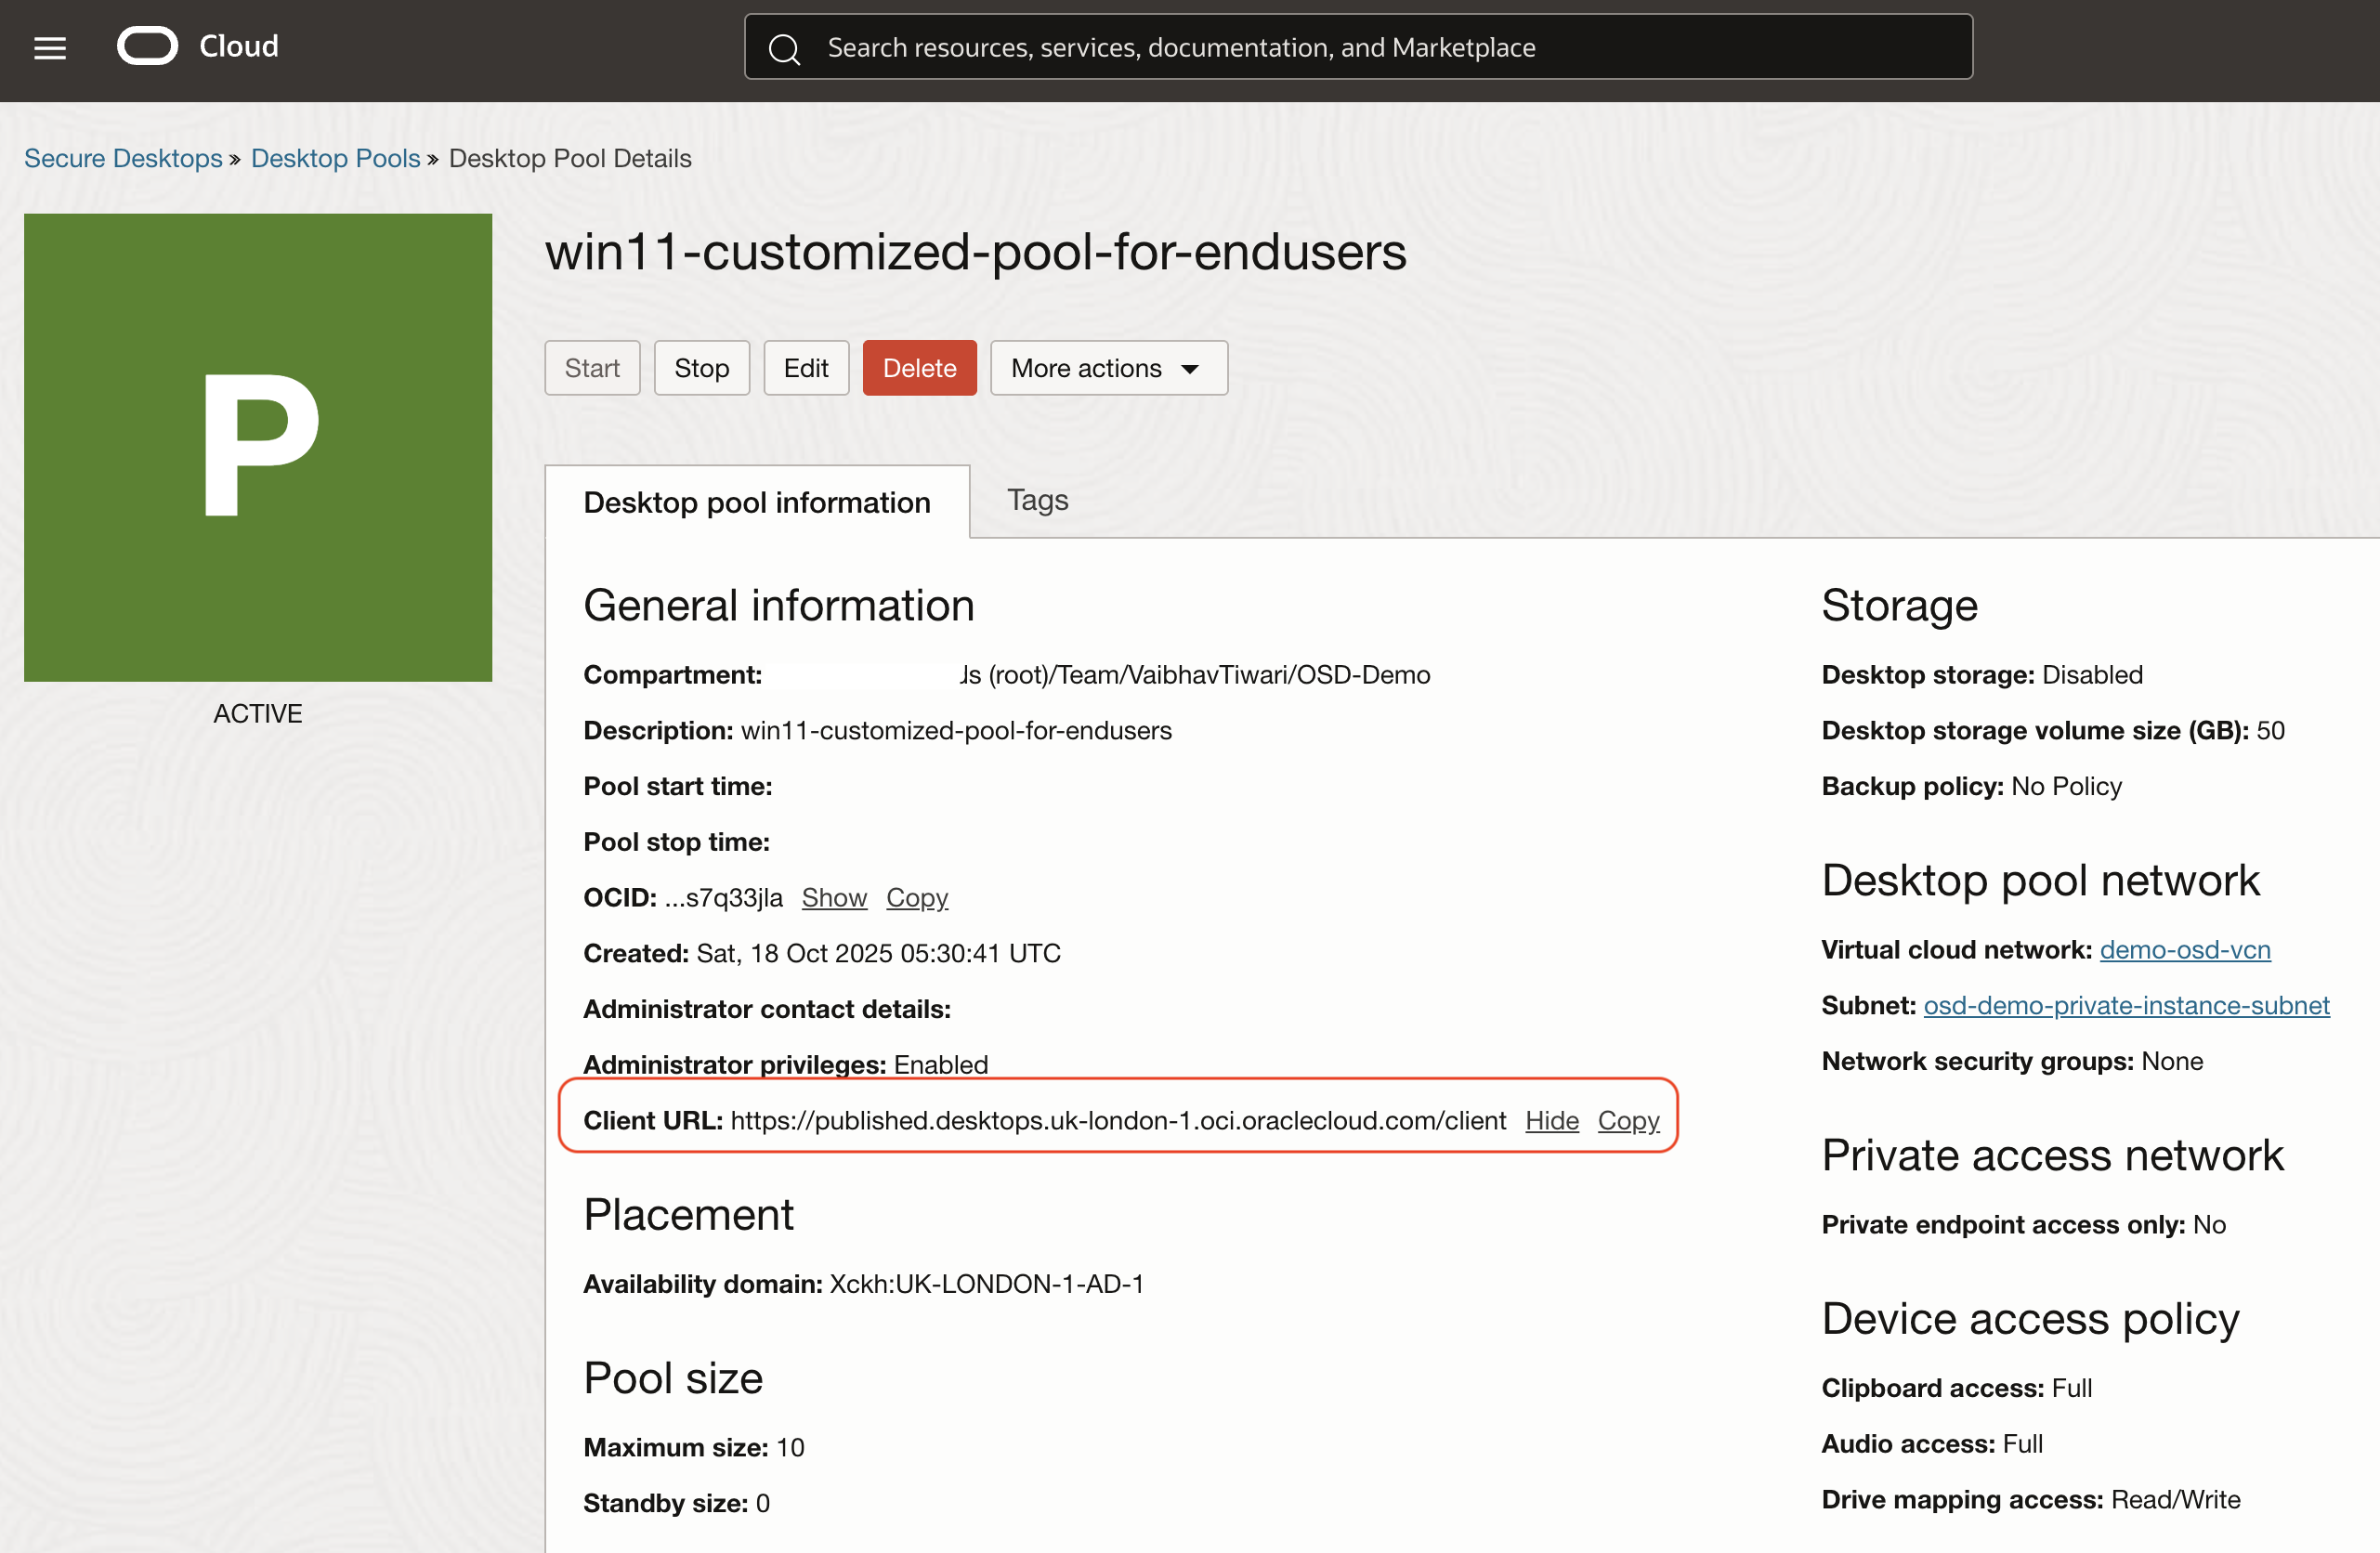 Cloud
Search resources, services, documentation, and Marketplace
Secure Desktops » Desktop Pools » Desktop Pool Details
P
ACTIVE
win11-customized-pool-for-endusers
Start Stop Edit Delete More actions
Desktop pool information Tags
General information
Compartment: (root)/Team/VaibhavTiwari/OSD-Demo
Description: win11-customized-pool-for-endusers
Pool start time:
Pool stop time:
OCID: ...s7q33jla Show Copy
Created: Sat, 18 Oct 2025 05:30:41 UTC
Administrator contact details:
Administrator privileges: Enabled
Client URL: https://published.desktops.uk-london-1.oci.oraclecloud.com/client Hide Copy
Placement
Availability domain: Xckh:UK-LONDON-1-AD-1
Pool size
Maximum size: 10
Standby size: 0
Storage
Desktop storage: Disabled
Desktop storage volume size (GB): 50
Backup policy: No Policy
Desktop pool network
Virtual cloud network: demo-osd-vcn
Subnet: osd-demo-private-instance-subnet
Network security groups: None
Private access network
Private endpoint access only: No
Device access policy
Clipboard access: Full
Audio access: Full
Drive mapping access: Read/Write